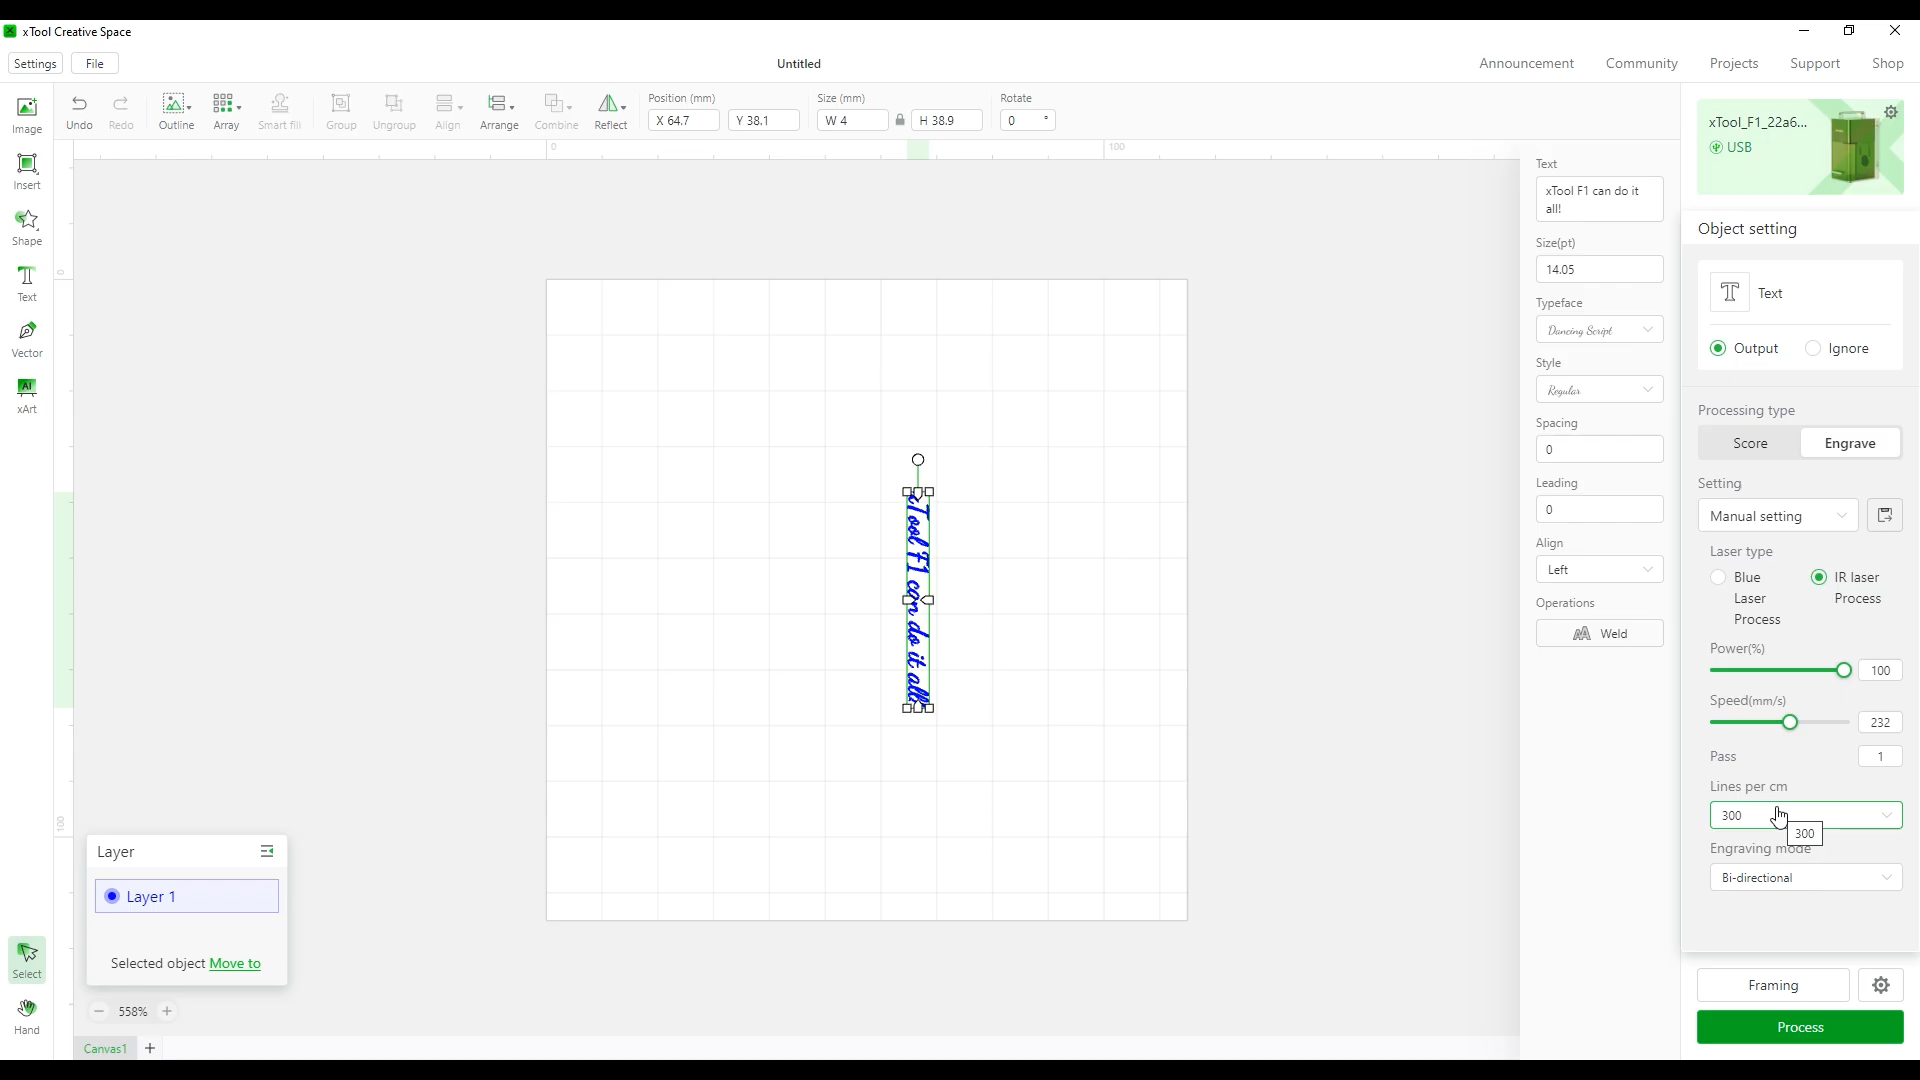 xTool Creative Space
Settings
File
Untitled
Announcement
Community
Projects
Support
Shop
Image
Insert
Shape
Text
Vector
AI
xArt
Select
Hand
Undo
Redo
Outline
Array
Smart fill
Group
Ungroup
Align
Arrange
Combine
Reflect
Position (mm)
X 64.7
Y 38.1
Size (mm)
W 4
H 38.9
Rotate
0 °
0
100
0
100
xTool F1 can do it all!
Layer
Layer 1
Selected object Move to
558%
Canvas1
Text
xTool F1 can do it
all!
Size(pt)
14.05
Typeface
Dancing Script
Style
Regular
Spacing
0
Leading
0
Align
Left
Operations
Weld
xTool_F1_22a6...
USB
Object setting
Text
Output
Ignore
Processing type
Score
Engrave
Setting
Manual setting
Laser type
Blue
Laser
Process
IR laser
Process
Power(%)
100
Speed(mm/s)
232
Pass
1
Lines per cm
300
300
Engraving mode
Bi-directional
Framing
Process